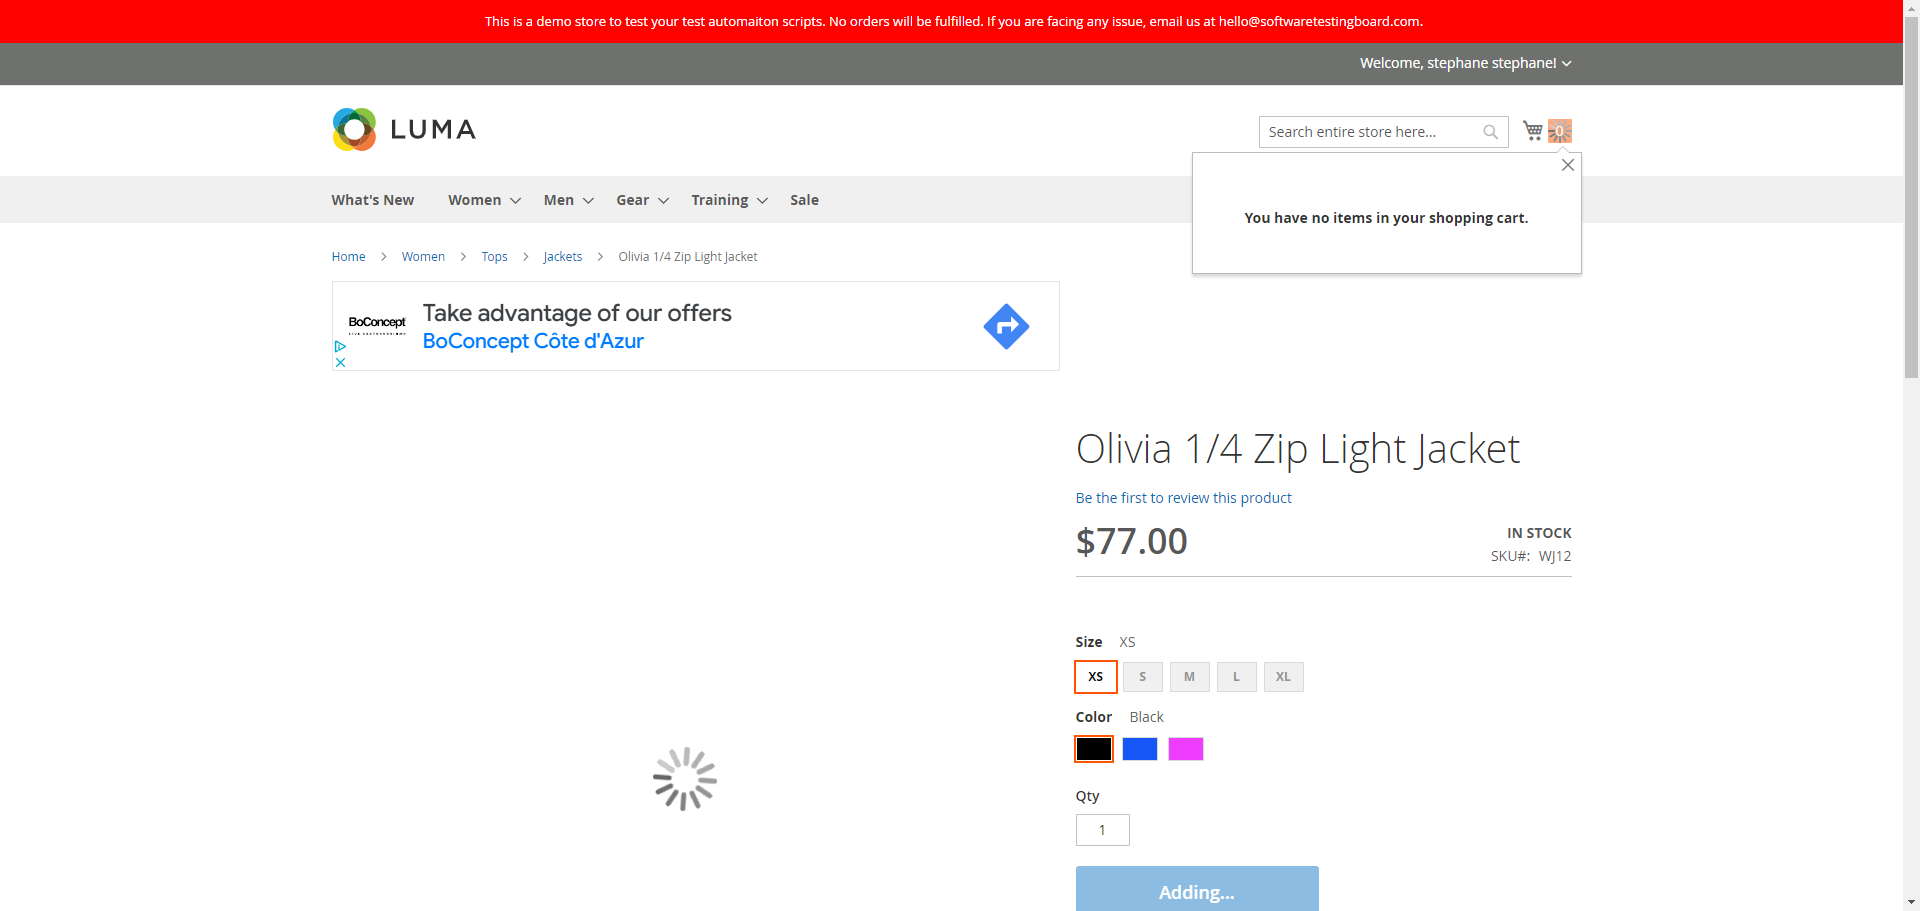 This is a demo store to test your test automaiton scripts. No orders will be fulfilled. If you are facing any issue, email us at hello@softwaretestingboard.com.
Welcome, stephane stephane!
LUMA
Search entire store here...
0
What's New Women Men Gear Training Sale
You have no items in your shopping cart.
Home Women Tops Jackets Olivia 1/4 Zip Light Jacket
BoConcept
Take advantage of our offers
BoConcept Côte d'Azur
Olivia 1/4 Zip Light Jacket
Be the first to review this product
$77.00
IN STOCK
SKU#: WJ12
Size XS
XS S M L XL
Color Black
Qty
1
Adding...